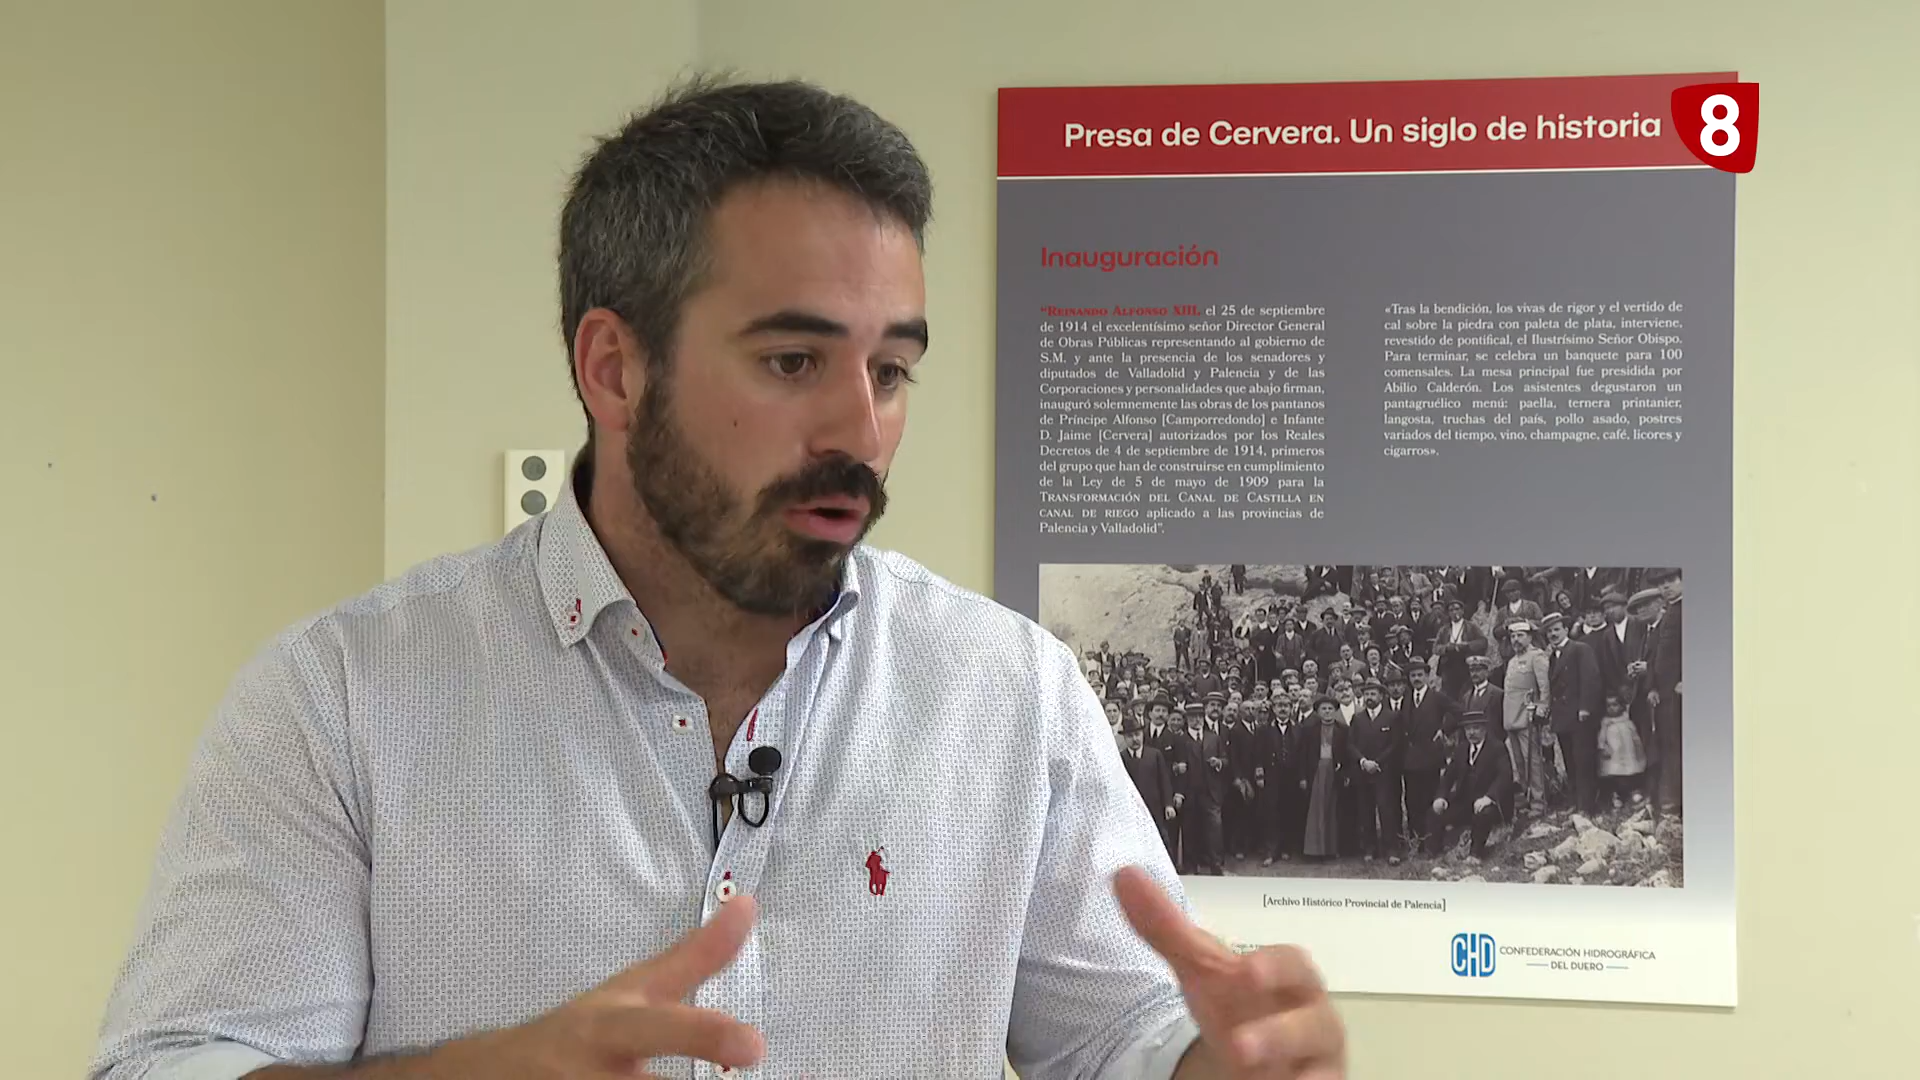 Presa de Cervera. Un siglo de historia
8
Inauguración
“Reinando Alfonso XIII, el 25 de septiembre
de 1914 el excelentísimo señor Director General
de Obras Públicas representando al gobierno de
S.M. y ante la presencia de los senadores y
diputados de Valladolid y Palencia y de las
Corporaciones y personalidades que abajo firman,
inauguró solemnemente las obras de los pantanos
de Príncipe Alfonso [Camporredondo] e Infante
D. Jaime [Cervera] autorizados por los Reales
Decretos de 4 de septiembre de 1914, primeros
del grupo que han de construirse en cumplimiento
de la Ley de 5 de mayo de 1909 para la
Transformación del Canal de Castilla en
canal de riego aplicado a las provincias de
Palencia y Valladolid”.
«Tras la bendición, los vivas de rigor y el vertido de
cal sobre la piedra con paleta de plata, interviene,
revestido de pontifical, el Ilustrísimo Señor Obispo.
Para terminar, se celebra un banquete para 100
comensales. La mesa principal fue presidida por
Abilio Calderón. Los asistentes degustaron un
pantagruélico menú: paella, ternera printanier,
langosta, truchas del país, pollo asado, postres
variados del tiempo, vino, champagne, café, licores y
cigarros».
[Archivo Histórico Provincial de Palencia]
CHD
CONFEDERACIÓN HIDROGRÁFICA
DEL DUERO